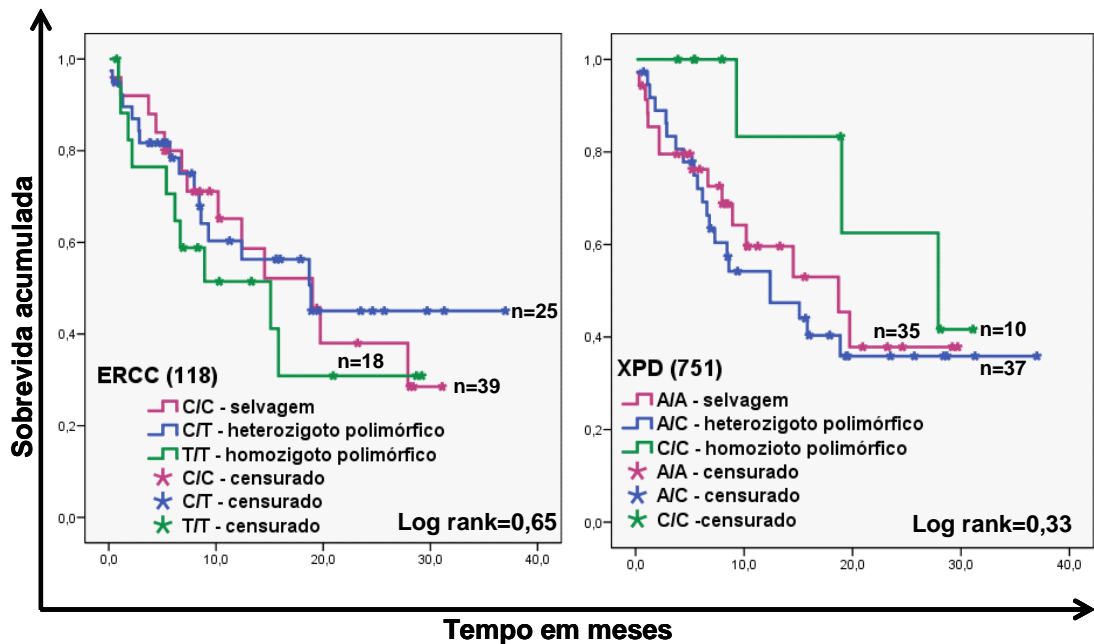 Sobrevida acumulada
1,0
0,8
0,6
0,4
0,2
0,0
n=25
n=18
n=39
ERCC (118)
C/C - selvagem
C/T - heterozigoto polimórfico
T/T - homozigoto polimórfico
C/C - censurado
C/T - censurado
T/T - censurado
Log rank=0,65
0,0 10,0 20,0 30,0 40,0
1,0
0,8
0,6
0,4
0,2
0,0
n=35
n=10
n=37
XPD (751)
A/A - selvagem
A/C - heterozigoto polimórfico
C/C - homozioto polimórfico
A/A - censurado
A/C - censurado
C/C -censurado
Log rank=0,33
0,0 10,0 20,0 30,0 40,0
Tempo em meses